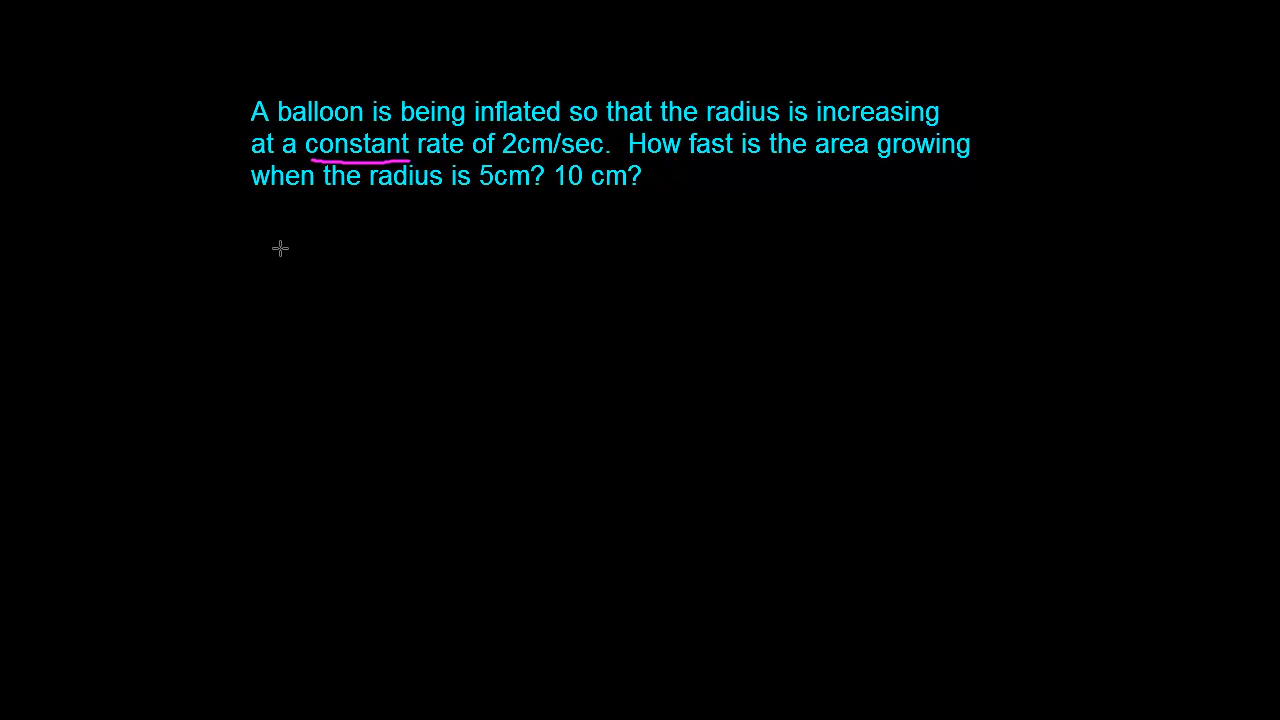 A balloon is being inflated so that the radius is increasing
at a constant rate of 2cm/sec.  How fast is the area growing
when the radius is 5cm? 10 cm?